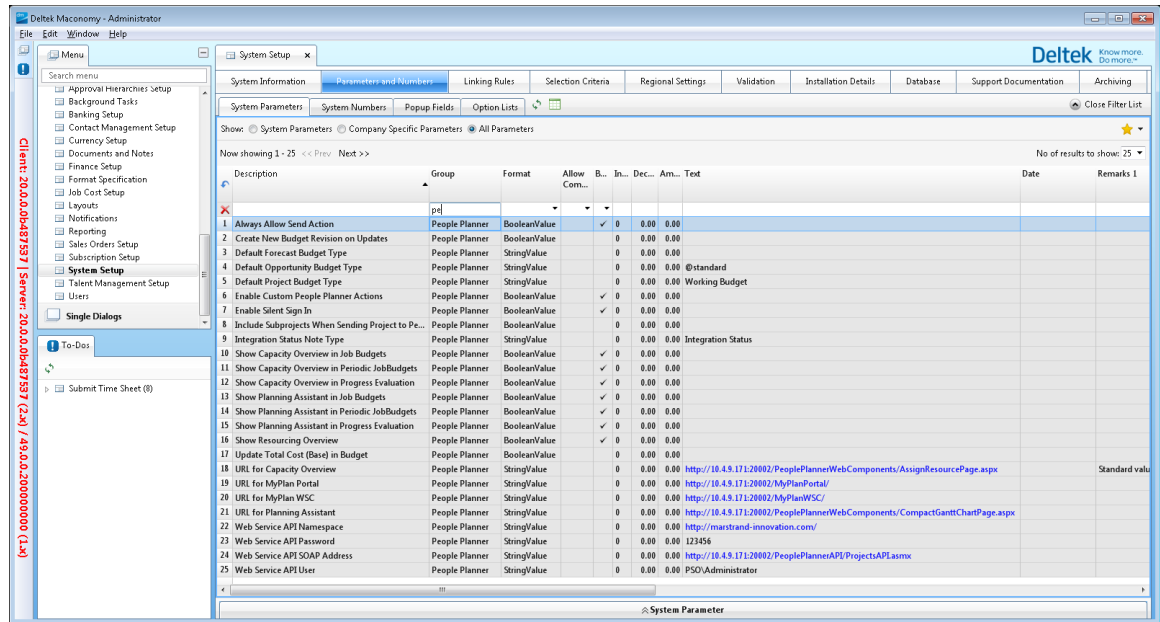 Deltek Maconomy - Administrator
File Edit Window Help
Menu
Search menu
Approval Hierarchies Setup
Background Tasks
Banking Setup
Contact Management Setup
Currency Setup
Documents and Notes
Finance Setup
Format Specification
Job Cost Setup
Layouts
Notifications
Reporting
Sales Orders Setup
Subscription Setup
System Setup
Talent Management Setup
Users
Single Dialogs
To-Dos
Submit Time Sheet (8)
Client: 20.0.0.0b487537 | Server: 20.0.0.0b487537 (2.x) / 49.0.0.200000000 (1.x)
System Setup x
Deltek Know more. Do more.™
System Information Parameters and Numbers Linking Rules Selection Criteria Regional Settings Validation Installation Details Database Support Documentation Archiving
System Parameters System Numbers Popup Fields Option Lists Close Filter List
Show: System Parameters Company Specific Parameters All Parameters
Now showing 1 - 25 << Prev Next >> No of results to show: 25
Description Group Format Allow Com... B... In... Dec... Am... Text Date Remarks 1
pe
1 Always Allow Send Action People Planner BooleanValue ✓ 0 0.00 0.00
2 Create New Budget Revision on Updates People Planner BooleanValue 0 0.00 0.00
3 Default Forecast Budget Type People Planner StringValue 0 0.00 0.00
4 Default Opportunity Budget Type People Planner StringValue 0 0.00 0.00 @standard
5 Default Project Budget Type People Planner StringValue 0 0.00 0.00 Working Budget
6 Enable Custom People Planner Actions People Planner BooleanValue ✓ 0 0.00 0.00
7 Enable Silent Sign In People Planner BooleanValue ✓ 0 0.00 0.00
8 Include Subprojects When Sending Project to Pe... People Planner BooleanValue 0 0.00 0.00
9 Integration Status Note Type People Planner StringValue 0 0.00 0.00 Integration Status
10 Show Capacity Overview in Job Budgets People Planner BooleanValue ✓ 0 0.00 0.00
11 Show Capacity Overview in Periodic JobBudgets People Planner BooleanValue ✓ 0 0.00 0.00
12 Show Capacity Overview in Progress Evaluation People Planner BooleanValue ✓ 0 0.00 0.00
13 Show Planning Assistant in Job Budgets People Planner BooleanValue ✓ 0 0.00 0.00
14 Show Planning Assistant in Periodic JobBudgets People Planner BooleanValue ✓ 0 0.00 0.00
15 Show Planning Assistant in Progress Evaluation People Planner BooleanValue ✓ 0 0.00 0.00
16 Show Resourcing Overview People Planner BooleanValue ✓ 0 0.00 0.00
17 Update Total Cost (Base) in Budget People Planner BooleanValue 0 0.00 0.00
18 URL for Capacity Overview People Planner StringValue 0 0.00 0.00 http://10.4.9.171:20002/PeoplePlannerWebComponents/AssignResourcePage.aspx Standard valu
19 URL for MyPlan Portal People Planner StringValue 0 0.00 0.00 http://10.4.9.171:20002/MyPlanPortal/
20 URL for MyPlan WSC People Planner StringValue 0 0.00 0.00 http://10.4.9.171:20002/MyPlanWSC/
21 URL for Planning Assistant People Planner StringValue 0 0.00 0.00 http://10.4.9.171:20002/PeoplePlannerWebComponents/CompactGanttChartPage.aspx
22 Web Service API Namespace People Planner StringValue 0 0.00 0.00 http://marstrand-innovation.com/
23 Web Service API Password People Planner StringValue 0 0.00 0.00 123456
24 Web Service API SOAP Address People Planner StringValue 0 0.00 0.00 http://10.4.9.171:20002/PeoplePlannerAPI/ProjectsAPI.asmx
25 Web Service API User People Planner StringValue 0 0.00 0.00 PSO\Administrator
System Parameter